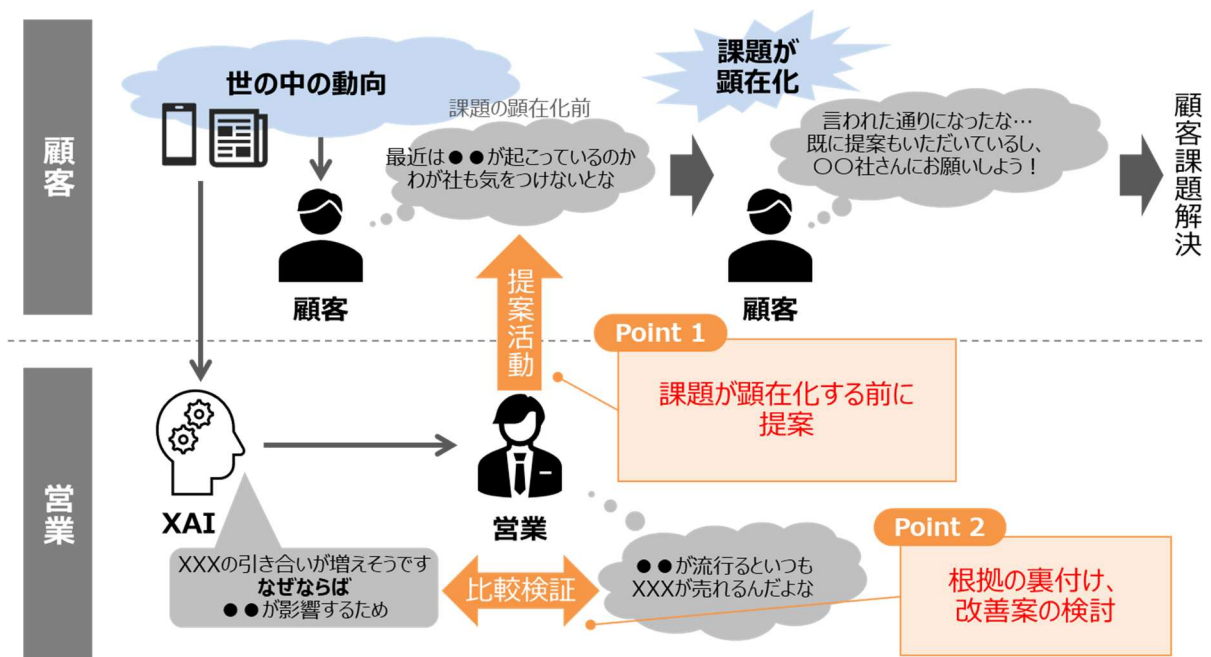 顧客
世の中の動向
課題の顕在化前
最近は●●が起こっているのか
わが社も気をつけないとな
顧客
課題が
顕在化
言われた通りになったな…
既に提案もいただいているし、
〇〇社さんにお願いしよう！
顧客
顧客課題解決
提案活動
Point 1
課題が顕在化する前に
提案
営業
XAI
XXXの引き合いが増えそうです
なぜならば
●●が影響するため
営業
比較検証
●●が流行るといつも
XXXが売れるんだよな
Point 2
根拠の裏付け、
改善案の検討